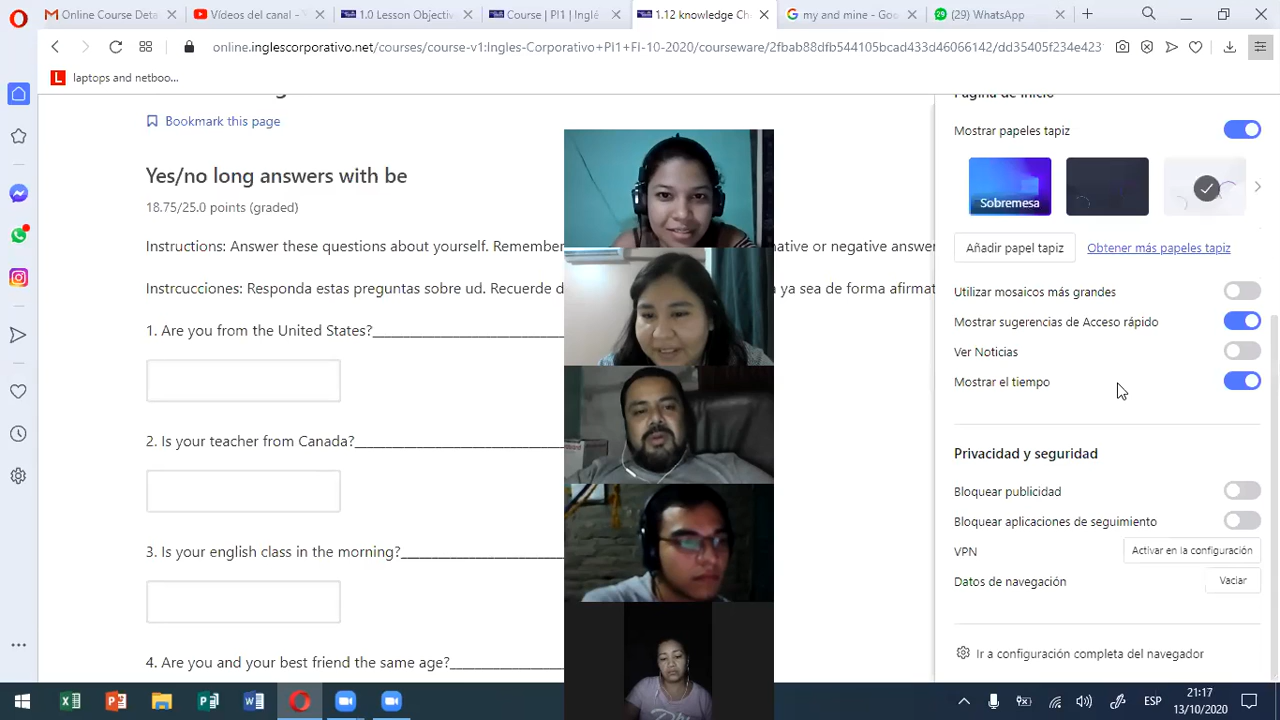 Online Course Deta
Vídeos del canal –
1.0 Lesson Objectiv
Course | PI1 | Inglé
1.12 knowledge Ch
my and mine - Goo
(29) WhatsApp
online.inglescorporativo.net/courses/course-v1:Ingles-Corporativo+PI1+FI-10-2020/courseware/2fbab88dfb544105bcad433d46066142/dd35405f234e423
L laptops and netboo...
Bookmark this page
Yes/no long answers with be
18.75/25.0 points (graded)
Instructions: Answer these questions about yourself. Remember
native or negative answer
Instrcucciones: Responda estas preguntas sobre ud. Recuerde d
ya sea de forma afirmat
1. Are you from the United States?
2. Is your teacher from Canada?
3. Is your english class in the morning?
4. Are you and your best friend the same age?
Página de inicio
Mostrar papeles tapiz
Sobremesa
Añadir papel tapiz
Obtener más papeles tapiz
Utilizar mosaicos más grandes
Mostrar sugerencias de Acceso rápido
Ver Noticias
Mostrar el tiempo
Privacidad y seguridad
Bloquear publicidad
Bloquear aplicaciones de seguimiento
VPN
Activar en la configuración
Datos de navegación
Vaciar
Ir a configuración completa del navegador
ESP
21:17
13/10/2020